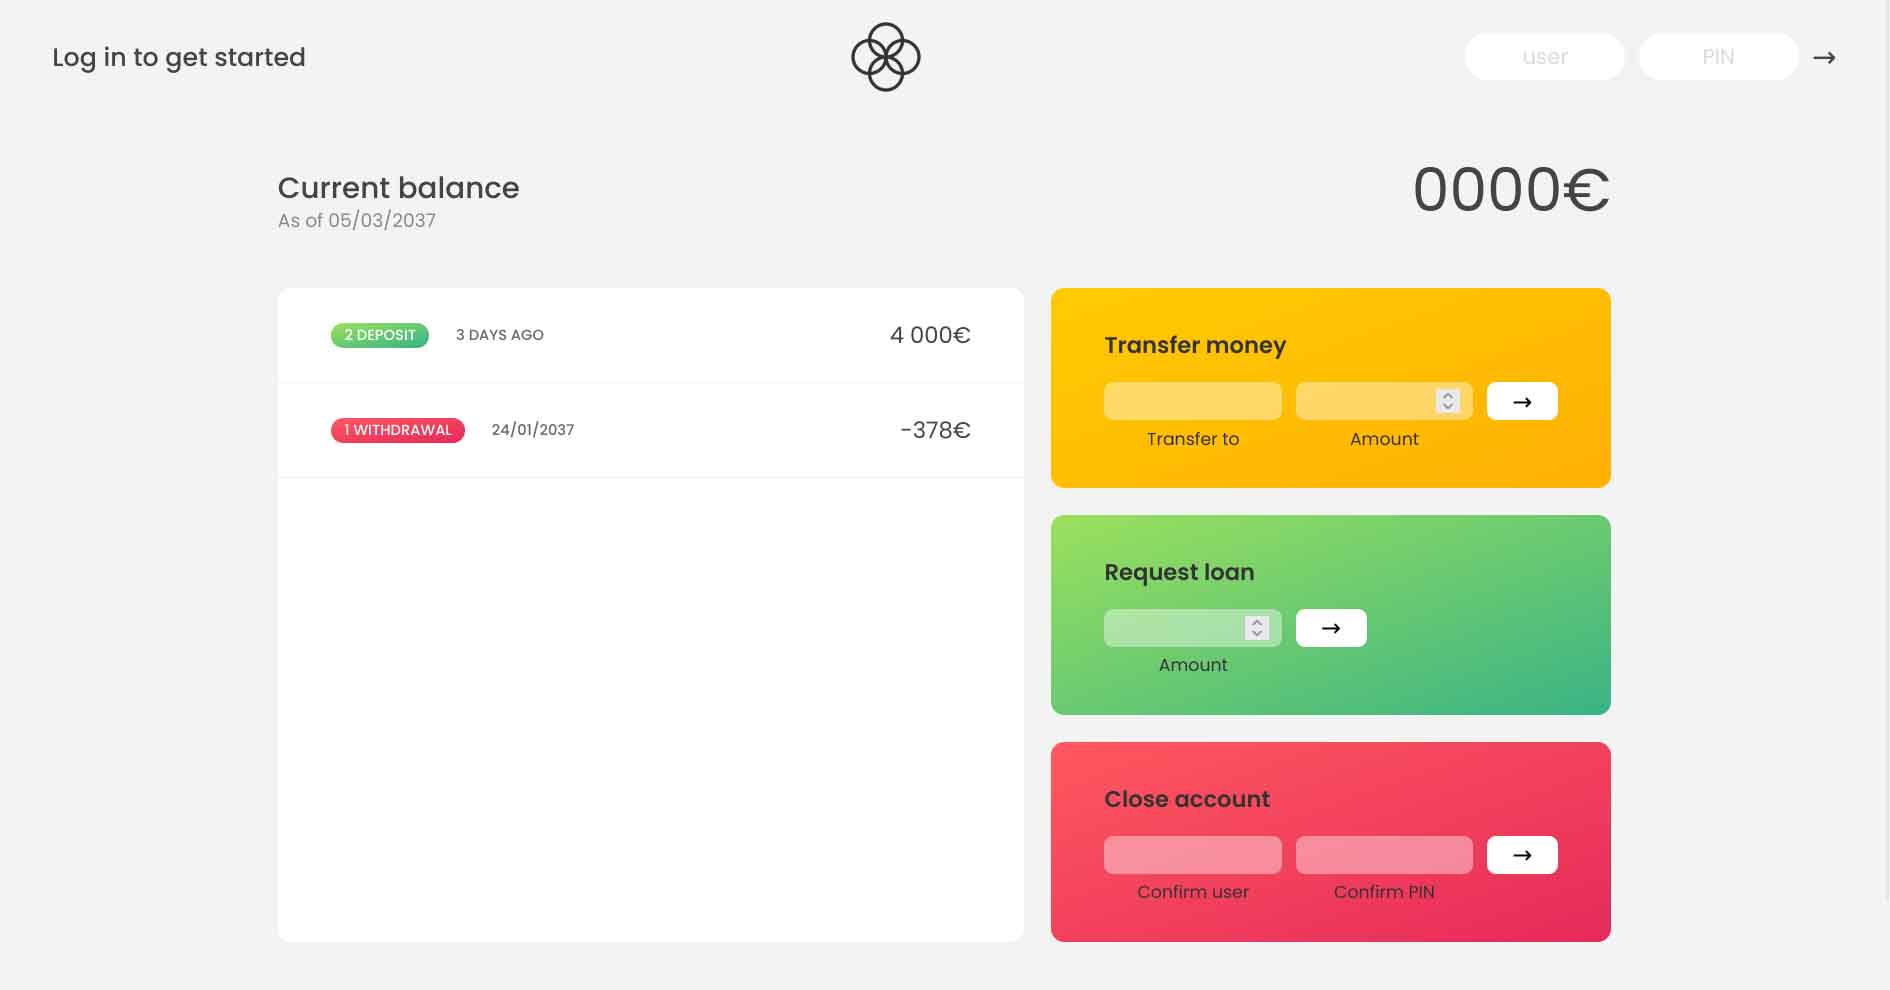 Log in to get started
user
PIN
→
Current balance
As of 05/03/2037
0000€
2 DEPOSIT
3 DAYS AGO
4 000€
1 WITHDRAWAL
24/01/2037
-378€
Transfer money
→
Transfer to
Amount
Request loan
→
Amount
Close account
→
Confirm user
Confirm PIN